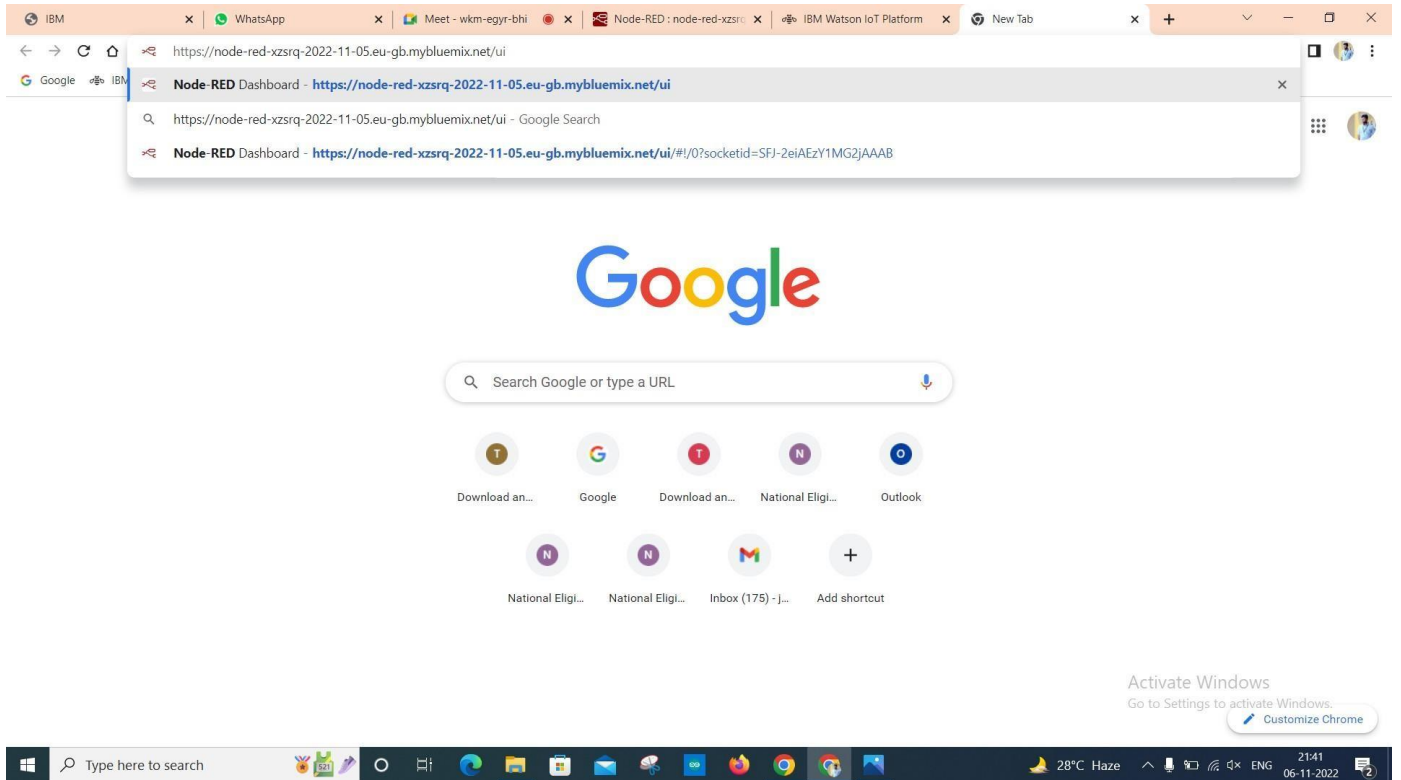 IBM
WhatsApp
Meet - wkm-egyr-bhi
Node-RED : node-red-xzsrq
IBM Watson IoT Platform
New Tab
https://node-red-xzsrq-2022-11-05.eu-gb.mybluemix.net/ui
Google
IBM
Node-RED Dashboard - https://node-red-xzsrq-2022-11-05.eu-gb.mybluemix.net/ui
https://node-red-xzsrq-2022-11-05.eu-gb.mybluemix.net/ui - Google Search
Node-RED Dashboard - https://node-red-xzsrq-2022-11-05.eu-gb.mybluemix.net/ui/#!/0?socketid=SFJ-2eiAEzY1MG2jAAAB
Google
Search Google or type a URL
T
G
T
N
O
Download an...
Google
Download an...
National Eligi...
Outlook
N
N
M
National Eligi...
National Eligi...
Inbox (175) - j...
Add shortcut
Activate Windows
Go to Settings to activate Windows.
Customize Chrome
Type here to search
521
28°C Haze
ENG
21:41
06-11-2022
2